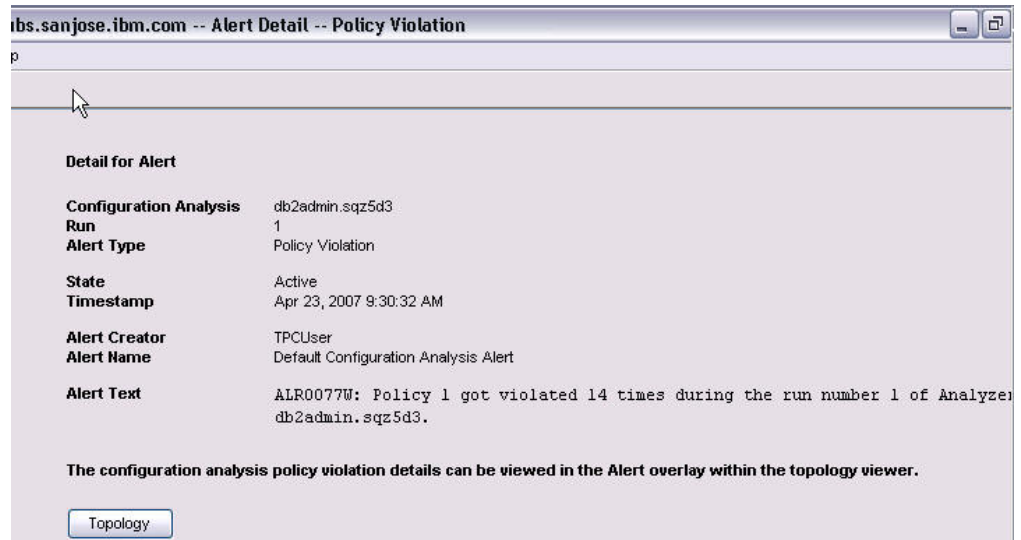 ibs.sanjose.ibm.com -- Alert Detail -- Policy Violation
p
Detail for Alert
Configuration Analysis db2admin.sqz5d3
Run 1
Alert Type Policy Violation
State Active
Timestamp Apr 23, 2007 9:30:32 AM
Alert Creator TPCUser
Alert Name Default Configuration Analysis Alert
Alert Text ALR0077W: Policy 1 got violated 14 times during the run number 1 of Analyzer
db2admin.sqz5d3.
The configuration analysis policy violation details can be viewed in the Alert overlay within the topology viewer.
Topology